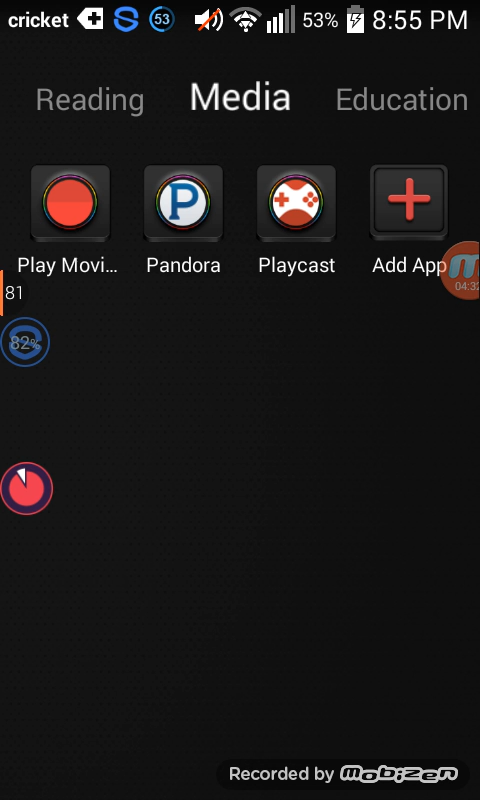 cricket 53 53% 8:55 PM
Reading Media Education
P
Play Movi... Pandora Playcast Add App
04:32
81
82%
Recorded by Mobizen